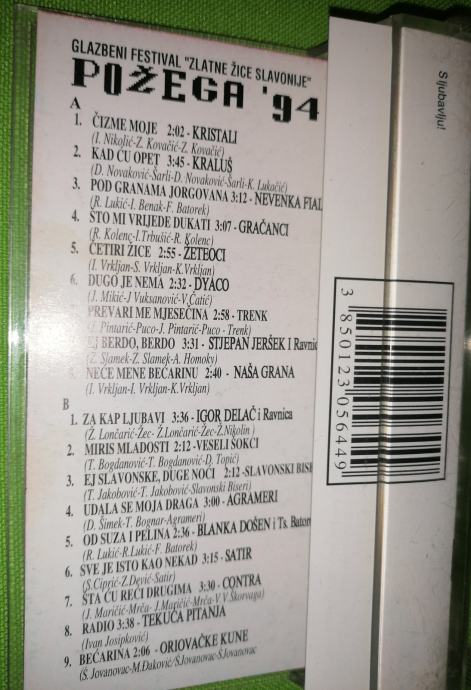 GLAZBENI FESTIVAL "ZLATNE ŽICE SLAVONIJE"
POŽEGA '94
A
1. ČIZME MOJE 2:02 - KRISTALI
(I. Nikolić-Z. Kovačić-Z. Kovačić)
2. KAD ĆU OPET 3:45 - KRALUŠ
(D. Novaković-Šarli-D. Novaković-Šarli-K. Lukačić)
3. POD GRANAMA JORGOVANA 3:12 - NEVENKA FIAL
(R. Lukić-I. Benak-F. Batorek)
4. ŠTO MI VRIJEDE DUKATI 3:07 - GRAČANCI
(R. Kolenc-I.Trbušić-R. Kolenc)
5. ČETIRI ŽICE 2:55 - ŽETEOCI
(I. Vrkljan-S. Vrkljan-K.Vrkljan)
6. DUGO JE NEMA 2:32 - DYACO
(J. Mikić-J Vuksanović-V.Čatić)
PREVARI ME MJESEČINA 2:58 - TRENK
Pintarić-Puco-J. Pintarić-Puco - Trenk)
EJ BERDO, BERDO 3:31 - STJEPAN JERŠEK I Ravnic
(Z. Slamek-Z. Slamek-A. Homoky)
NEĆE MENE BEĆARINU 2:40 - NAŠA GRANA
(I. Vrkljan-I. Vrkljan-K.Vrkljan)
B
1. ZA KAP LJUBAVI 3:36 - IGOR DELAČ i Ravnica
(Ž. Lončarić-Žec- Ž.Lončarić-Žec-Ž.Nikolin)
2. MIRIS MLADOSTI 2:12 -VESELI ŠOKCI
(T. Bogdanović-T. Bogdanović-D. Topić)
3. EJ SLAVONSKE, DUGE NOĆI 2:12 -SLAVONSKI BISE
(T. Jakobović-T. Jakobović-Slavonski Biseri)
4. UDALA SE MOJA DRAGA 3:00 - AGRAMERI
(D. Šimek-T. Bognar-Agrameri)
5. OD SUZA I PELINA 2:36 - BLANKA DOŠEN i Ts. Bator
(R. Lukić-R.Lukić-F. Batorek)
6. SVE JE ISTO KAO NEKAD 3:15 - SATIR
(S.Ciprić-Z.Dević-Satir)
7. ŠTA ĆU REĆI DRUGIMA 3:30 - CONTRA
(J. Maričić-Mrča- J.Maričić-Mrča-V.V.Škorvaga)
8. RADIO 3:38 - TEKUĆA PITANJA
(Ivan Josipković)
9. BEĆARINA 2:06 - ORIOVAČKE KUNE
(Š. Jovanovac-M.Đaković/Š.Jovanovac-Š.Jovanovac
S ljubavlju!
3 850123 056449